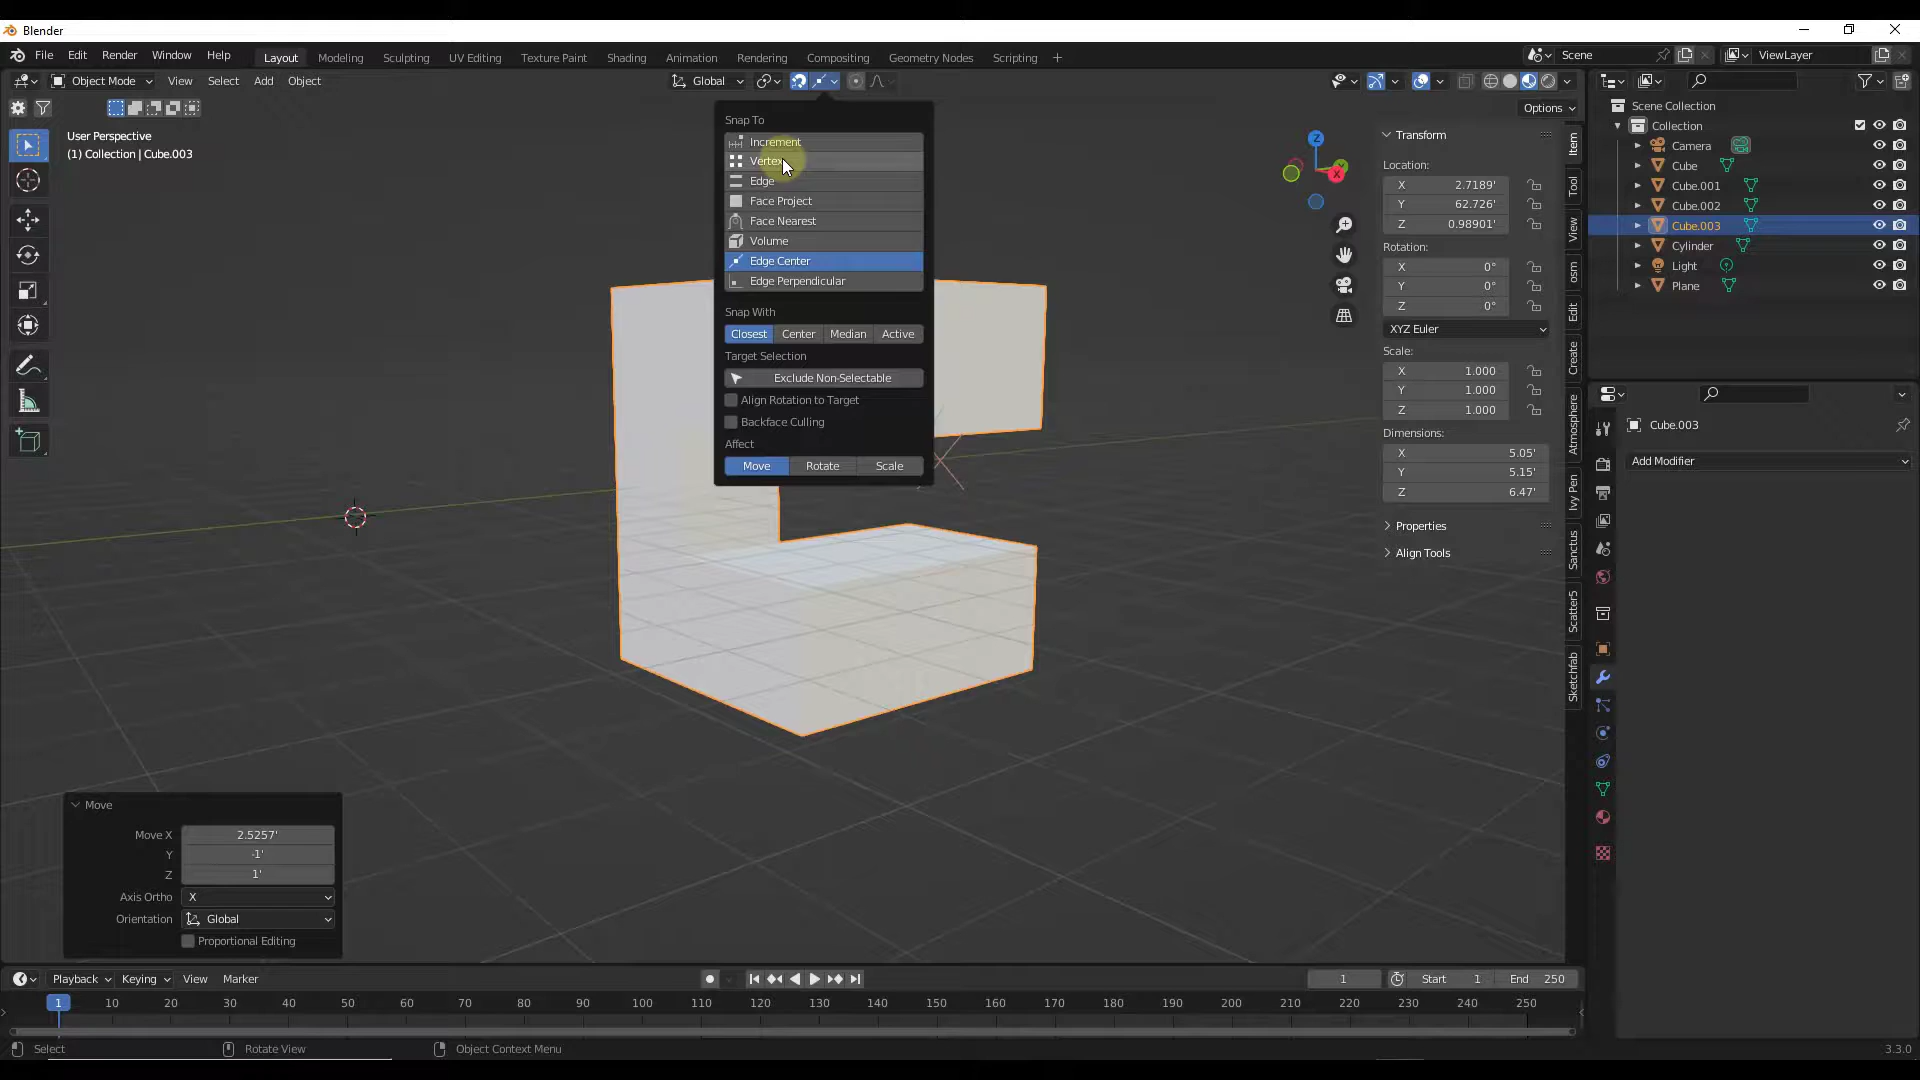 Blender
File Edit Render Window Help
Layout Modeling Sculpting UV Editing Texture Paint Shading Animation Rendering Compositing Geometry Nodes Scripting +
Scene
ViewLayer
Object Mode View Select Add Object
Global
Options
User Perspective
(1) Collection | Cube.003
Snap To
Increment
Vertex
Edge
Face Project
Face Nearest
Volume
Edge Center
Edge Perpendicular
Snap With
Closest Center Median Active
Target Selection
Exclude Non-Selectable
Align Rotation to Target
Backface Culling
Affect
Move Rotate Scale
Z
X
Transform
Location:
X 2.7189'
Y 62.726'
Z 0.98901'
Rotation:
X 0°
Y 0°
Z 0°
XYZ Euler
Scale:
X 1.000
Y 1.000
Z 1.000
Dimensions:
X 5.05'
Y 5.15'
Z 6.47'
Properties
Align Tools
Item
Tool
View
osm
Edit
Create
Atmosphere
Ivy Pen
Sanctus
Scatter5
Sketchfab
Scene Collection
Collection
Camera
Cube
Cube.001
Cube.002
Cube.003
Cylinder
Light
Plane
Cube.003
Add Modifier
Move
Move X 2.5257'
Y -1'
Z 1'
Axis Ortho X
Orientation Global
Proportional Editing
Playback Keying View Marker
1 Start 1 End 250
1 10 20 30 40 50 60 70 80 90 100 110 120 130 140 150 160 170 180 190 200 210 220 230 240 250
Select Rotate View Object Context Menu
3.3.0